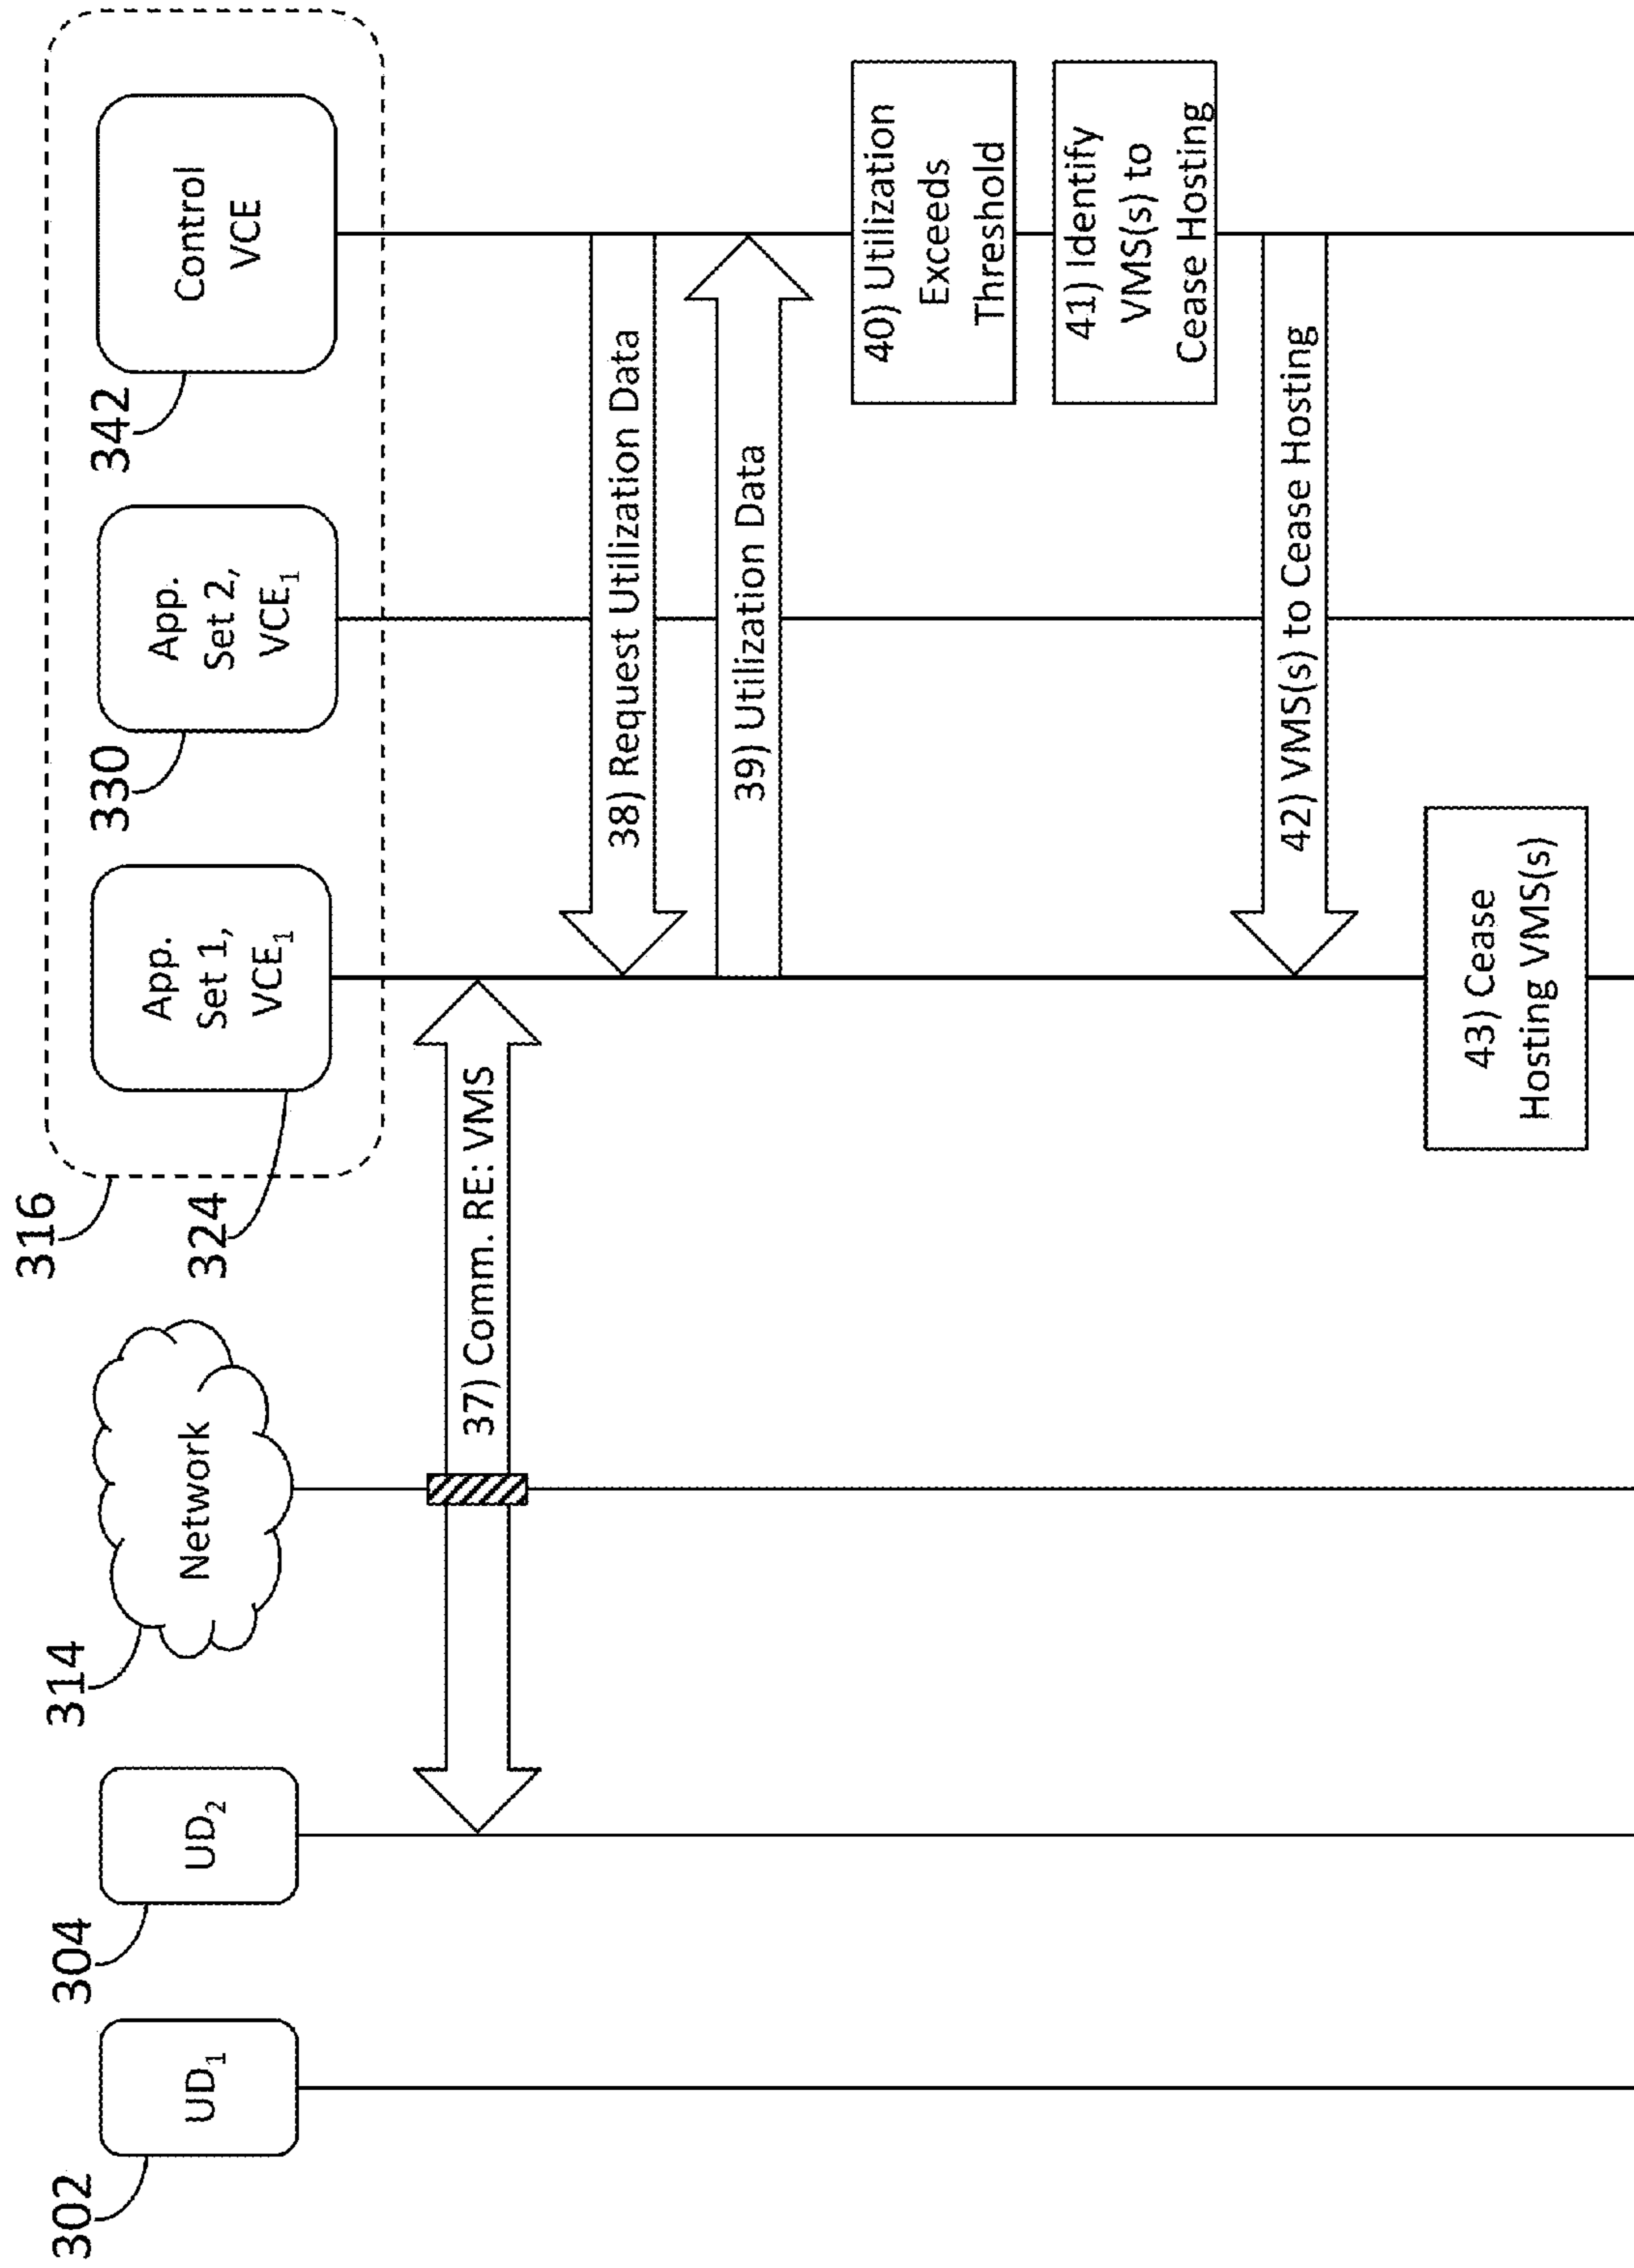 302
UD1
304
UD2
314
Network
316
324
App.
Set 1,
VCE1
330
App.
Set 2,
VCE1
342
Control
VCE
37) Comm. RE: VMS
38) Request Utilization Data
39) Utilization Data
40) Utilization
Exceeds
Threshold
41) Identify
VMS(s) to
Cease Hosting
42) VMS(s) to Cease Hosting
43) Cease
Hosting VMS(s)